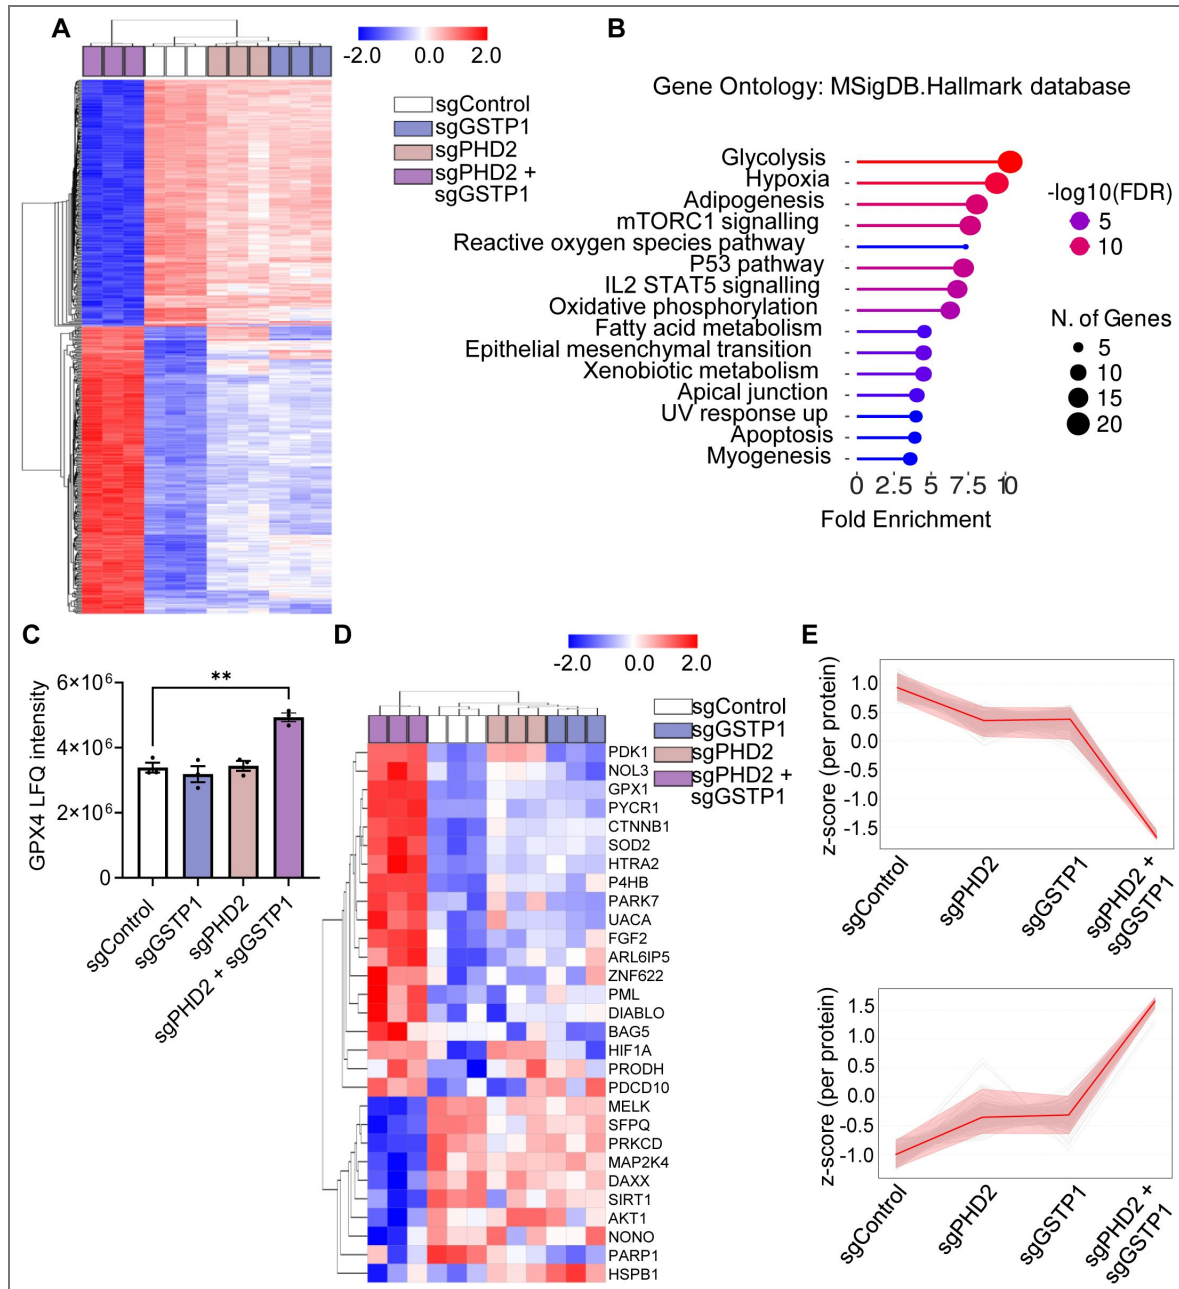 A
-2.0 0.0 2.0
sgControl
sgGSTP1
sgPHD2
sgPHD2 +
sgGSTP1
B
Gene Ontology: MSigDB.Hallmark database
Glycolysis
Hypoxia
Adipogenesis
mTORC1 signalling
Reactive oxygen species pathway
P53 pathway
IL2 STAT5 signalling
Oxidative phosphorylation
Fatty acid metabolism
Epithelial mesenchymal transition
Xenobiotic metabolism
Apical junction
UV response up
Apoptosis
Myogenesis
0 2.5 5 7.5 10
Fold Enrichment
-log10(FDR)
5
10
N. of Genes
5
10
15
20
C
GPX4 LFQ intensity
6×10⁶
4×10⁶
2×10⁶
0
**
sgControl
sgGSTP1
sgPHD2
sgPHD2 + sgGSTP1
D
-2.0 0.0 2.0
sgControl
sgGSTP1
sgPHD2
sgPHD2 +
sgGSTP1
PDK1
NOL3
GPX1
PYCR1
CTNNB1
SOD2
HTRA2
P4HB
PARK7
UACA
FGF2
ARL6IP5
ZNF622
PML
DIABLO
BAG5
HIF1A
PRODH
PDCD10
MELK
SFPQ
PRKCD
MAP2K4
DAXX
SIRT1
AKT1
NONO
PARP1
HSPB1
E
z-score (per protein)
1.0
0.5
0.0
-0.5
-1.0
-1.5
sgControl
sgPHD2
sgGSTP1
sgPHD2 +
sgGSTP1
z-score (per protein)
1.5
1.0
0.5
0.0
-0.5
-1.0
sgControl
sgPHD2
sgGSTP1
sgPHD2 +
sgGSTP1